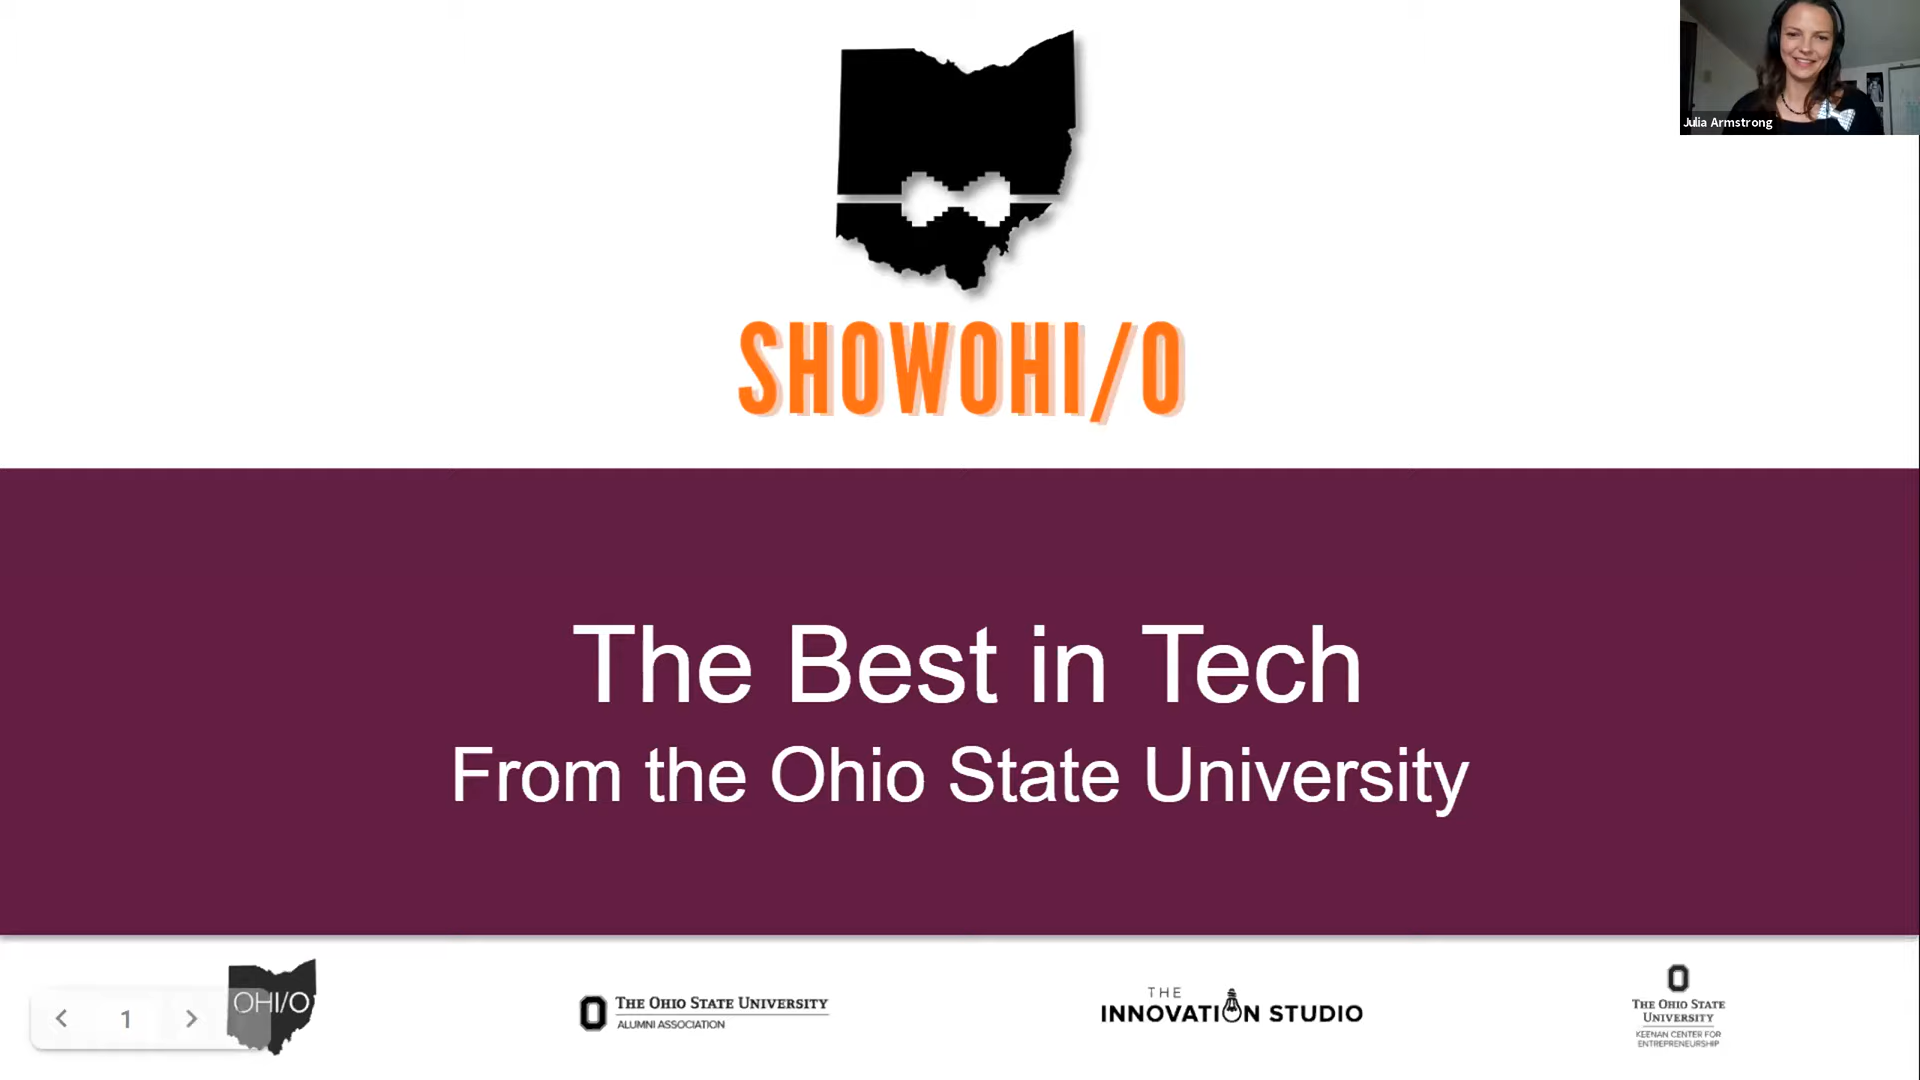 Julia Armstrong
SHOWOHI/O
The Best in Tech
From the Ohio State University
1
OHI/O
THE OHIO STATE UNIVERSITY
ALUMNI ASSOCIATION
THE
INNOVATION STUDIO
THE OHIO STATE
UNIVERSITY
KEENAN CENTER FOR
ENTREPRENEURSHIP